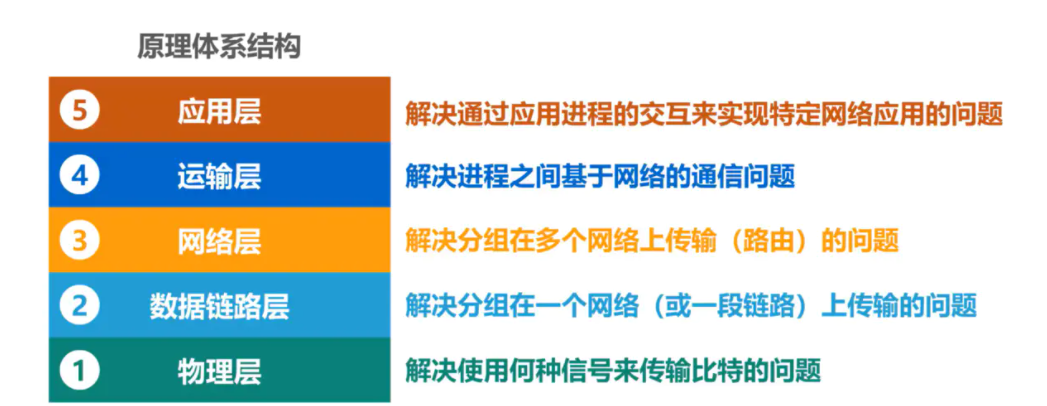 原理体系结构
5 应用层 解决通过应用进程的交互来实现特定网络应用的问题
4 运输层 解决进程之间基于网络的通信问题
3 网络层 解决分组在多个网络上传输（路由）的问题
2 数据链路层 解决分组在一个网络（或一段链路）上传输的问题
1 物理层 解决使用何种信号来传输比特的问题